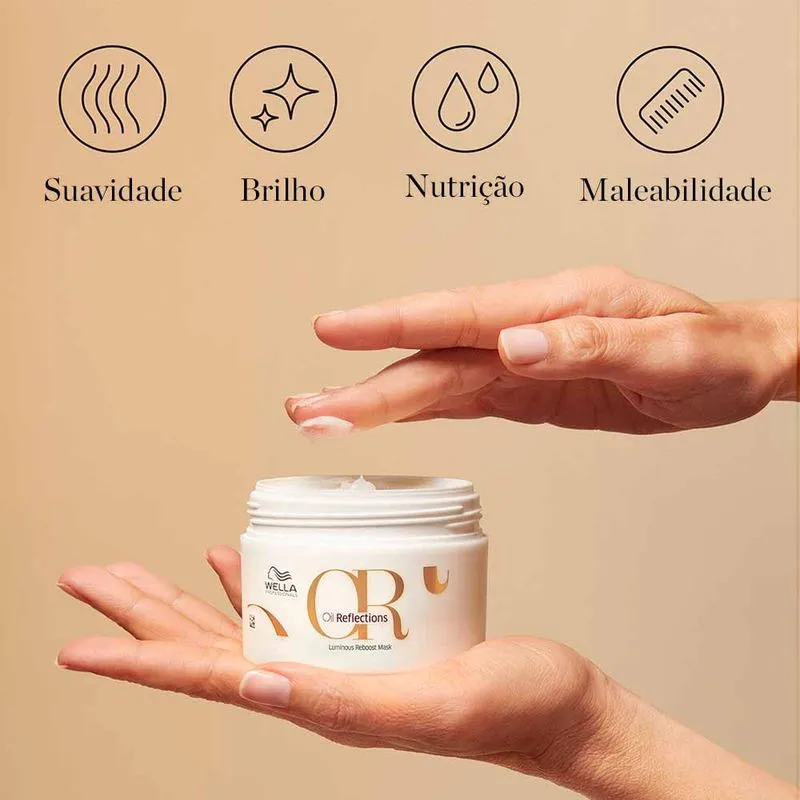 Suavidade
Brilho
Nutrição
Maleabilidade
WELLA
PROFESSIONALS
OR
Oil Reflections
Luminous Reboost Mask